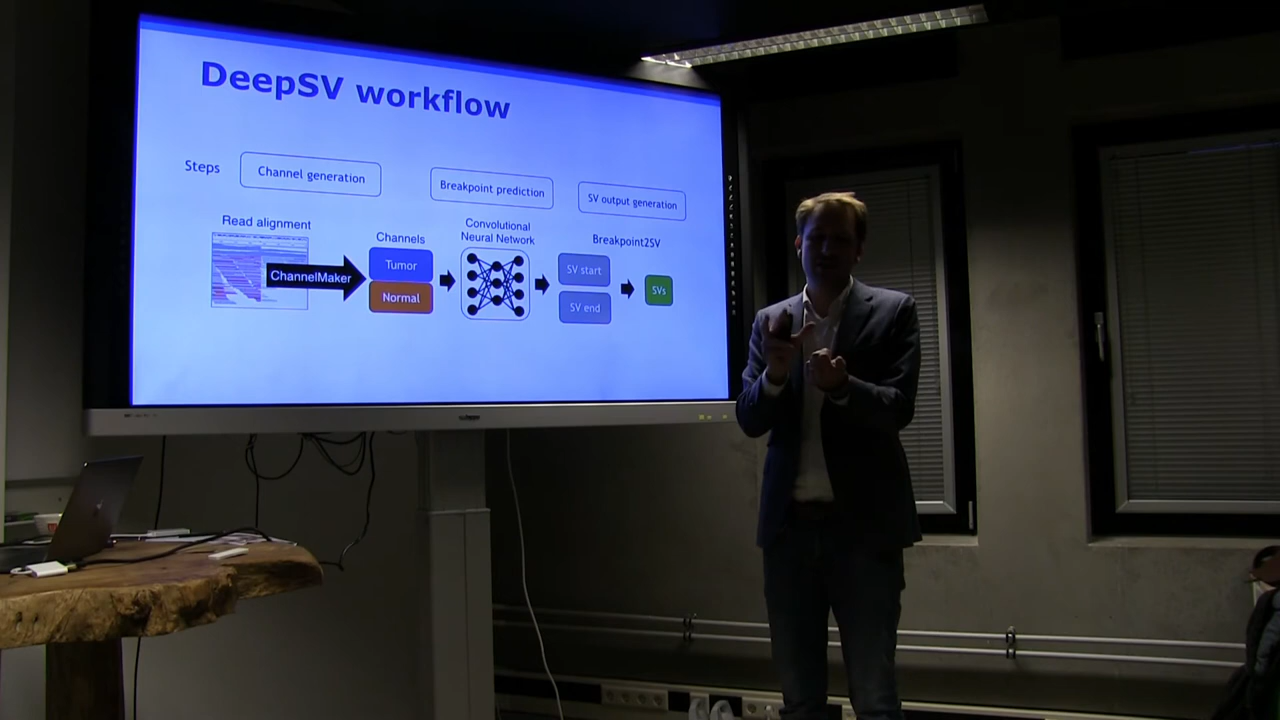 DeepSV workflow
Steps
Channel generation
Breakpoint prediction
SV output generation
Read alignment
ChannelMaker
Channels
Tumor
Normal
Convolutional
Neural Network
Breakpoint2SV
SV start
SV end
SVs